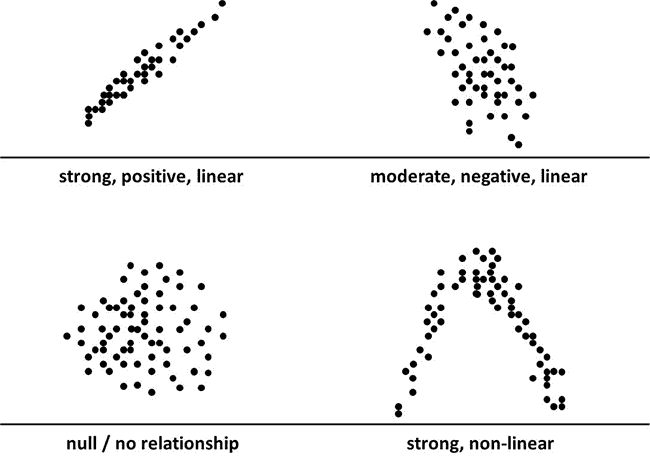 strong, positive, linear
moderate, negative, linear
null / no relationship
strong, non-linear